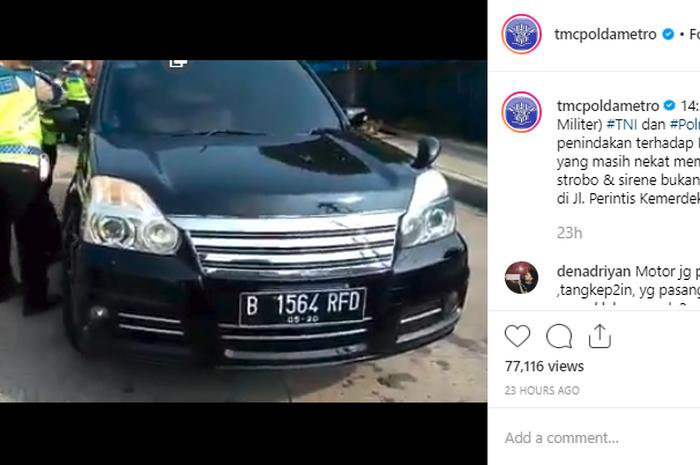 B 1564 RFD
05-20
tmcpoldametro • Fo
tmcpoldametro 14:
Militer) #TNI dan #Polr
penindakan terhadap
yang masih nekat mer
strobo & sirene bukan
di Jl. Perintis Kemerdek
23h
denadriyan Motor jg p
,tangkep2in, yg pasang
77,116 views
23 HOURS AGO
Add a comment...